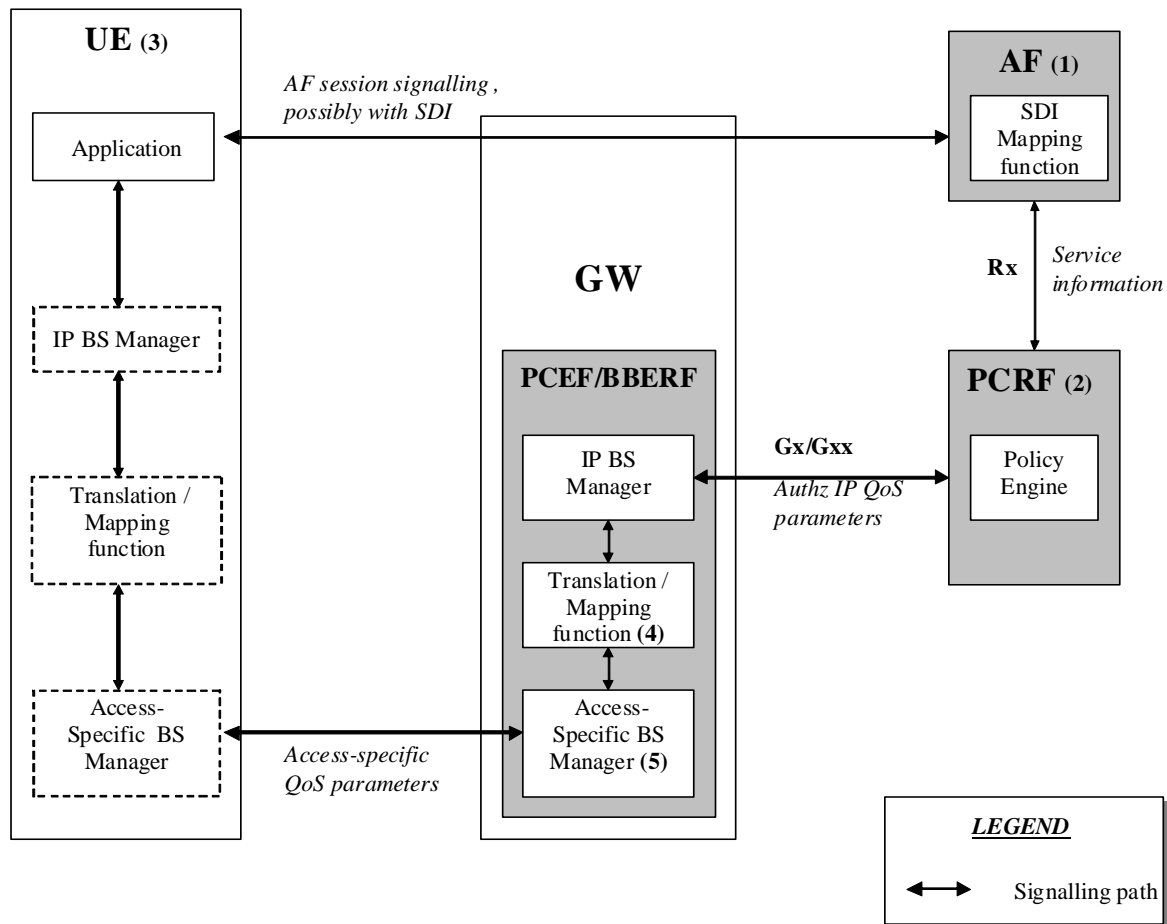 UE (3)
Application
IP BS Manager
Translation /
Mapping
function
Access-
Specific BS
Manager
AF session signalling ,
possibly with SDI
Access-specific
QoS parameters
GW
PCEF/BBERF
IP BS
Manager
Translation /
Mapping
function (4)
Access-
Specific BS
Manager (5)
Gx/Gxx
Authz IP QoS
parameters
AF (1)
SDI
Mapping
function
Rx
Service
information
PCRF (2)
Policy
Engine
LEGEND
Signalling path